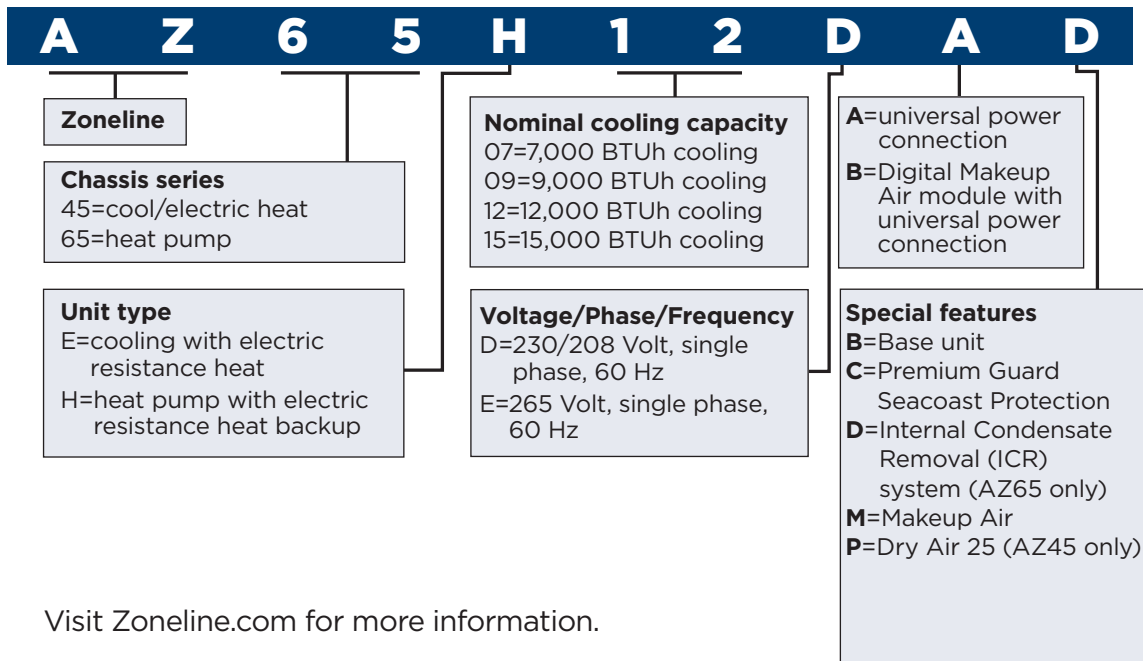 A Z 6 5 H 1 2 D A D
Zoneline
Chassis series
45=cool/electric heat
65=heat pump
Unit type
E=cooling with electric
resistance heat
H=heat pump with electric
resistance heat backup
Nominal cooling capacity
07=7,000 BTUh cooling
09=9,000 BTUh cooling
12=12,000 BTUh cooling
15=15,000 BTUh cooling
Voltage/Phase/Frequency
D=230/208 Volt, single
phase, 60 Hz
E=265 Volt, single phase,
60 Hz
A=universal power
connection
B=Digital Makeup
Air module with
universal power
connection
Special features
B=Base unit
C=Premium Guard
Seacoast Protection
D=Internal Condensate
Removal (ICR)
system (AZ65 only)
M=Makeup Air
P=Dry Air 25 (AZ45 only)
Visit Zoneline.com for more information.